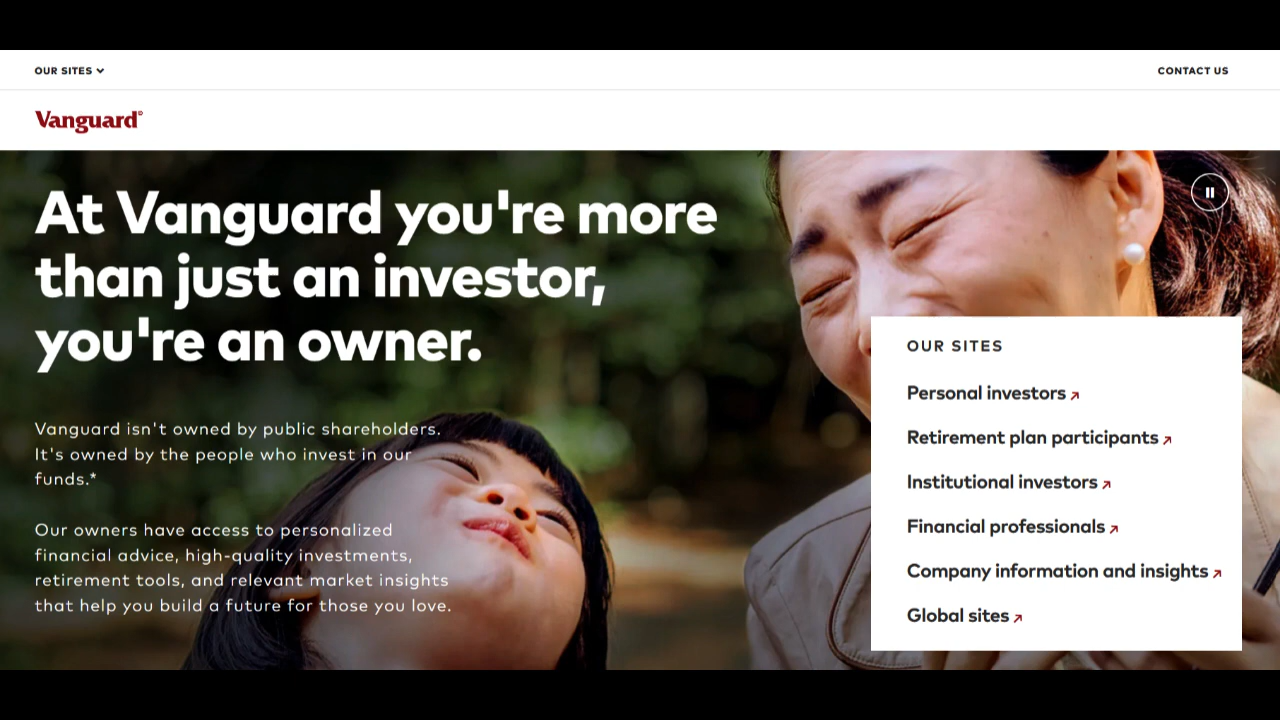 OUR SITES
CONTACT US
Vanguard®
At Vanguard you're more
than just an investor,
you're an owner.
Vanguard isn't owned by public shareholders.
It's owned by the people who invest in our
funds.*
Our owners have access to personalized
financial advice, high-quality investments,
retirement tools, and relevant market insights
that help you build a future for those you love.
OUR SITES
Personal investors
Retirement plan participants
Institutional investors
Financial professionals
Company information and insights
Global sites